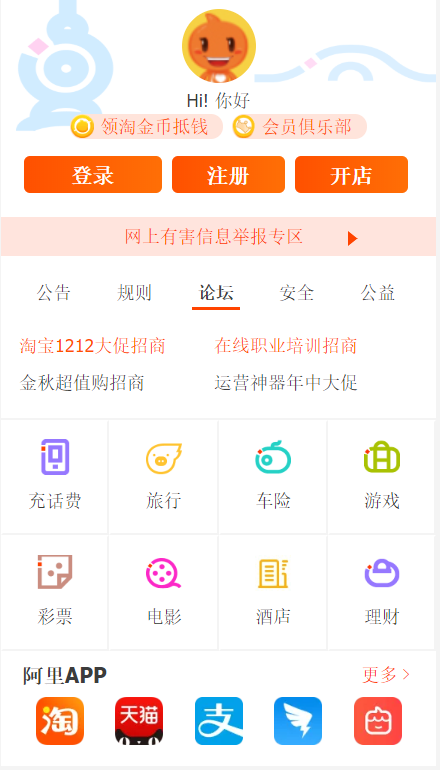 Hi! 你好
领淘金币抵钱 会员俱乐部
登录 注册 开店
网上有害信息举报专区
公告 规则 论坛 安全 公益
淘宝1212大促招商 在线职业培训招商
金秋超值购招商 运营神器年中大促
充话费 旅行 车险 游戏
彩票 电影 酒店 理财
阿里APP 更多
淘 天猫 支